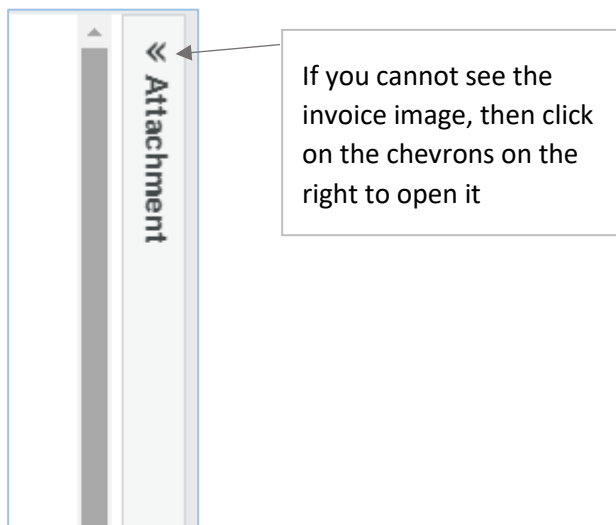 « Attachment
If you cannot see the
invoice image, then click
on the chevrons on the
right to open it